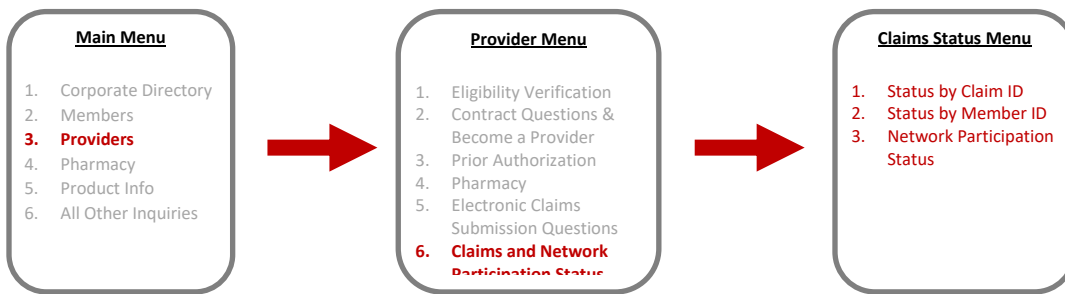 Main Menu
1. Corporate Directory
2. Members
3. Providers
4. Pharmacy
5. Product Info
6. All Other Inquiries
Provider Menu
1. Eligibility Verification
2. Contract Questions &
Become a Provider
3. Prior Authorization
4. Pharmacy
5. Electronic Claims
Submission Questions
6. Claims and Network
Participation Status
Claims Status Menu
1. Status by Claim ID
2. Status by Member ID
3. Network Participation
Status